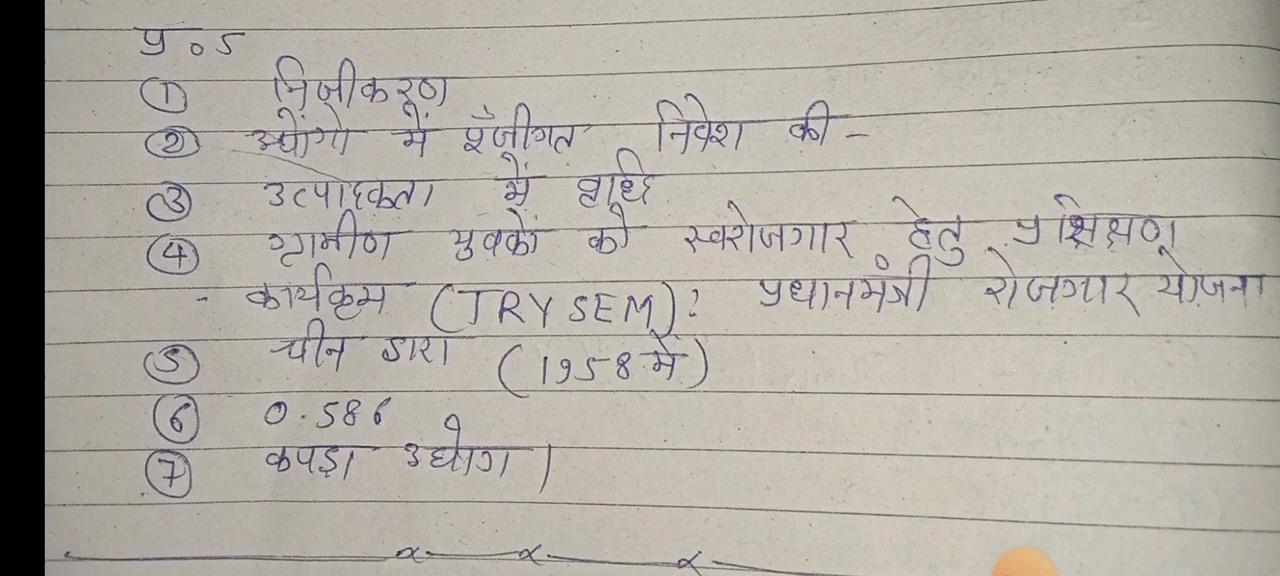 प्र॰ 5
① निजीकरण
② उद्योगो में पूँजीगत निवेश की -
③ उत्पादकता में वृद्धि
④ ग्रामीण युवकों को स्वरोजगार हेतु प्रशिक्षण
- कार्यक्रम (TRYSEM)? प्रधानमंत्री रोजगार योजना
⑤ चीन द्वारा (1958 में)
⑥ 0.586
⑦ कपड़ा उद्योग।